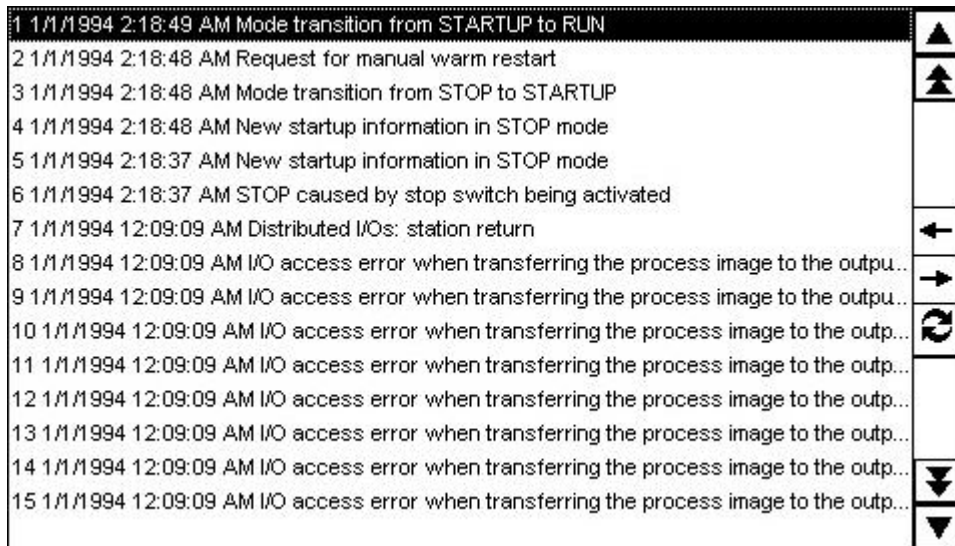 1 1/1/1994 2:18:49 AM Mode transition from STARTUP to RUN
2 1/1/1994 2:18:48 AM Request for manual warm restart
3 1/1/1994 2:18:48 AM Mode transition from STOP to STARTUP
4 1/1/1994 2:18:48 AM New startup information in STOP mode
5 1/1/1994 2:18:37 AM New startup information in STOP mode
6 1/1/1994 2:18:37 AM STOP caused by stop switch being activated
7 1/1/1994 12:09:09 AM Distributed I/Os: station return
8 1/1/1994 12:09:09 AM I/O access error when transferring the process image to the outpu...
9 1/1/1994 12:09:09 AM I/O access error when transferring the process image to the outpu...
10 1/1/1994 12:09:09 AM I/O access error when transferring the process image to the outp...
11 1/1/1994 12:09:09 AM I/O access error when transferring the process image to the outp...
12 1/1/1994 12:09:09 AM I/O access error when transferring the process image to the outp...
13 1/1/1994 12:09:09 AM I/O access error when transferring the process image to the outp...
14 1/1/1994 12:09:09 AM I/O access error when transferring the process image to the outp...
15 1/1/1994 12:09:09 AM I/O access error when transferring the process image to the outp...